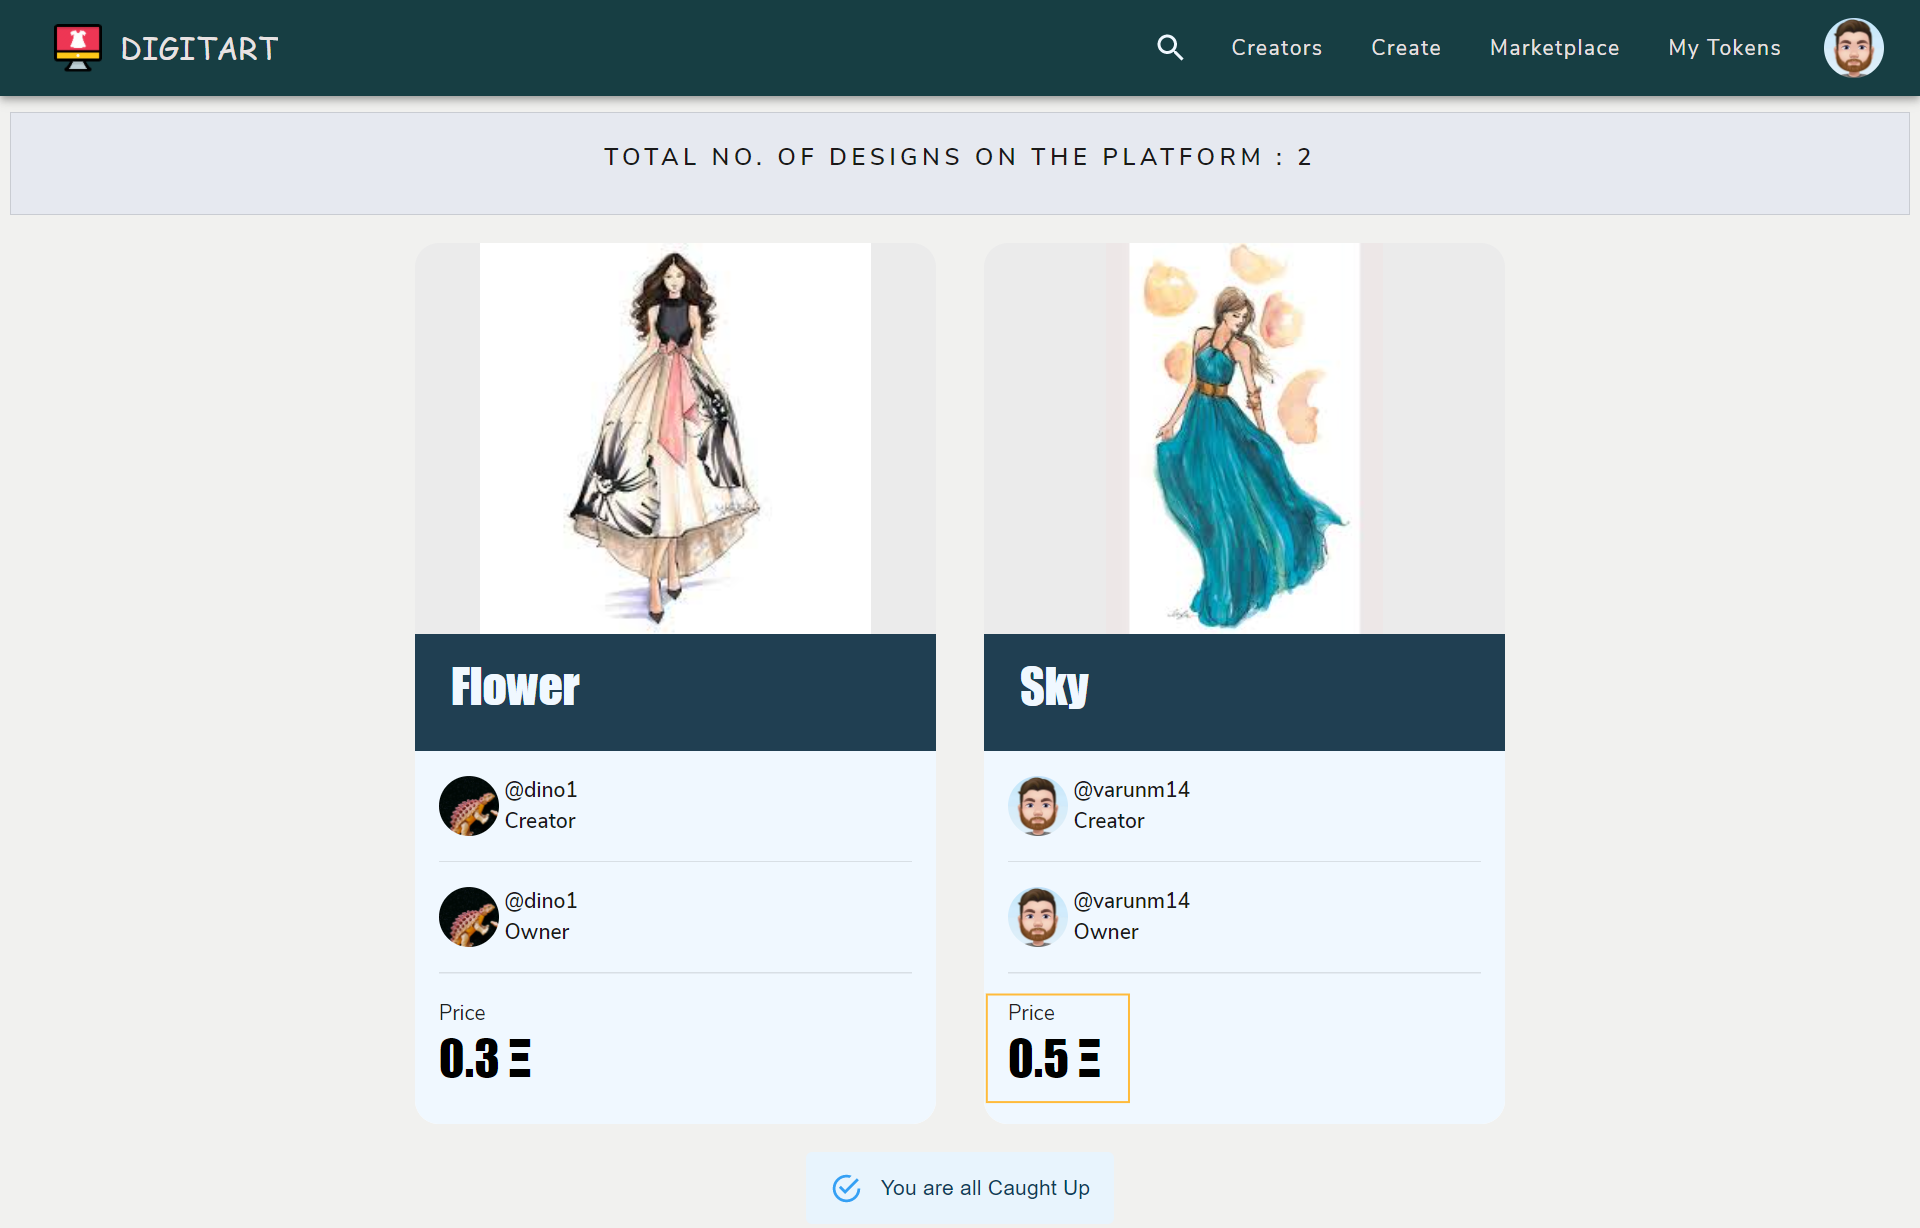 DIGITART
Creators
Create
Marketplace
My Tokens
TOTAL NO. OF DESIGNS ON THE PLATFORM : 2
Flower
@dino1
Creator
@dino1
Owner
Price
0.3 Ξ
Sky
@varunm14
Creator
@varunm14
Owner
Price
0.5 Ξ
You are all Caught Up